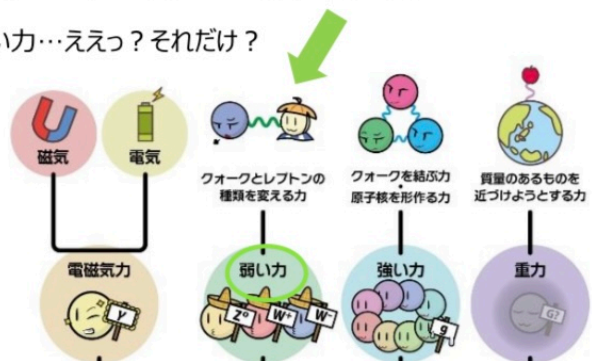 い力…ええっ？それだけ？
磁気
電気
クォークとレプトンの
種類を変える力
クォークを結ぶ力
・
原子核を形作る力
質量のあるものを
近づけようとする力
電磁気力
弱い力
強い力
重力
γ
Z⁰
W⁺
W⁻
g
G?